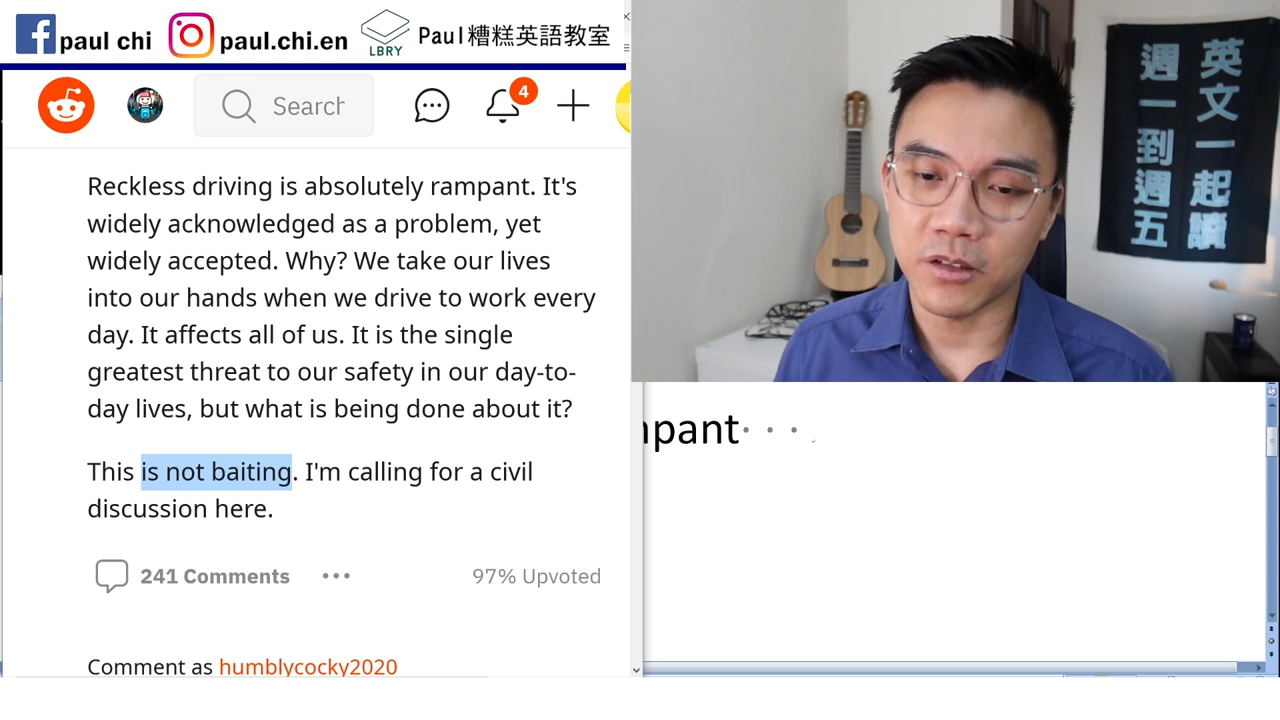 paul chi
paul.chi.en
LBRY
Paul糟糕英語教室
Search
4
Reckless driving is absolutely rampant. It's
widely acknowledged as a problem, yet
widely accepted. Why? We take our lives
into our hands when we drive to work every
day. It affects all of us. It is the single
greatest threat to our safety in our day-to-
day lives, but what is being done about it?
This is not baiting. I'm calling for a civil
discussion here.
241 Comments
97% Upvoted
Comment as humblycocky2020
英文一起讀
週一到週五
mpant